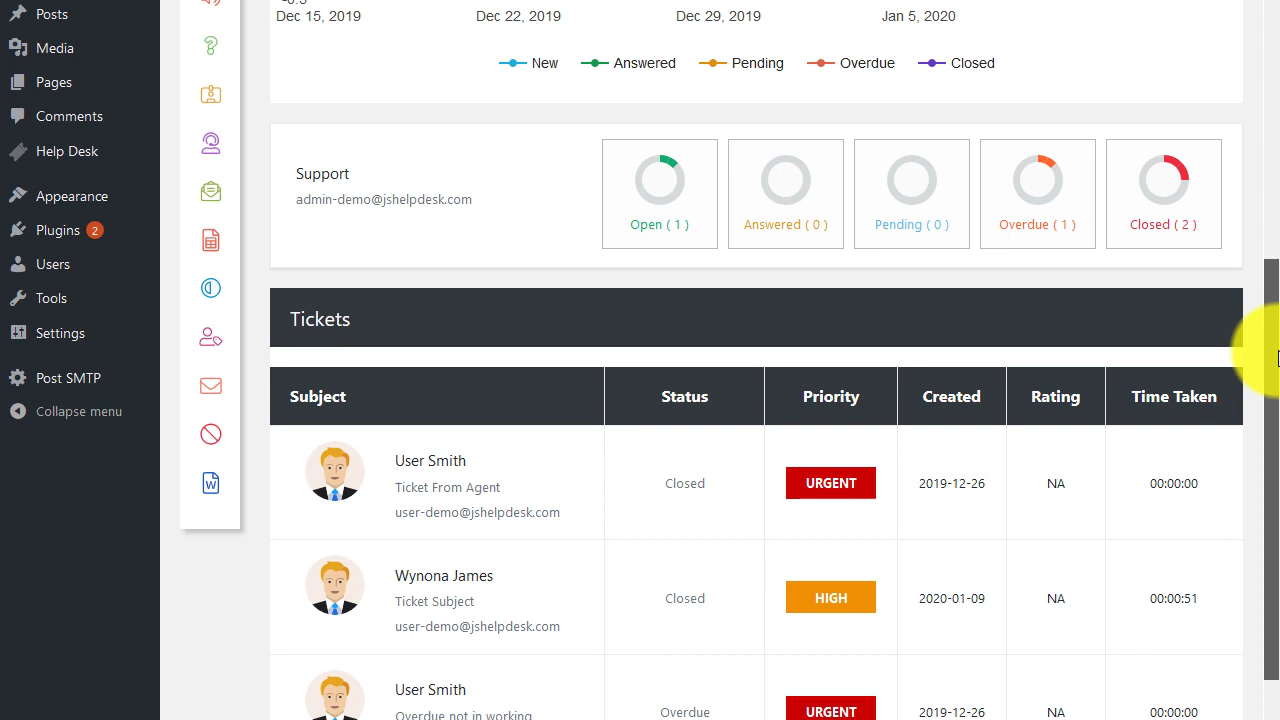 Posts
Media
Pages
Comments
Help Desk
Appearance
Plugins 2
Users
Tools
Settings
Post SMTP
Collapse menu
Dec 15, 2019 Dec 22, 2019 Dec 29, 2019 Jan 5, 2020
New Answered Pending Overdue Closed
Support
admin-demo@jshelpdesk.com
Open ( 1 ) Answered ( 0 ) Pending ( 0 ) Overdue ( 1 ) Closed ( 2 )
Tickets
Subject Status Priority Created Rating Time Taken
User Smith
Ticket From Agent
user-demo@jshelpdesk.com
Closed URGENT 2019-12-26 NA 00:00:00
Wynona James
Ticket Subject
user-demo@jshelpdesk.com
Closed HIGH 2020-01-09 NA 00:00:51
User Smith
Overdue not in working
Overdue URGENT 2019-12-26 NA 00:00:00
W